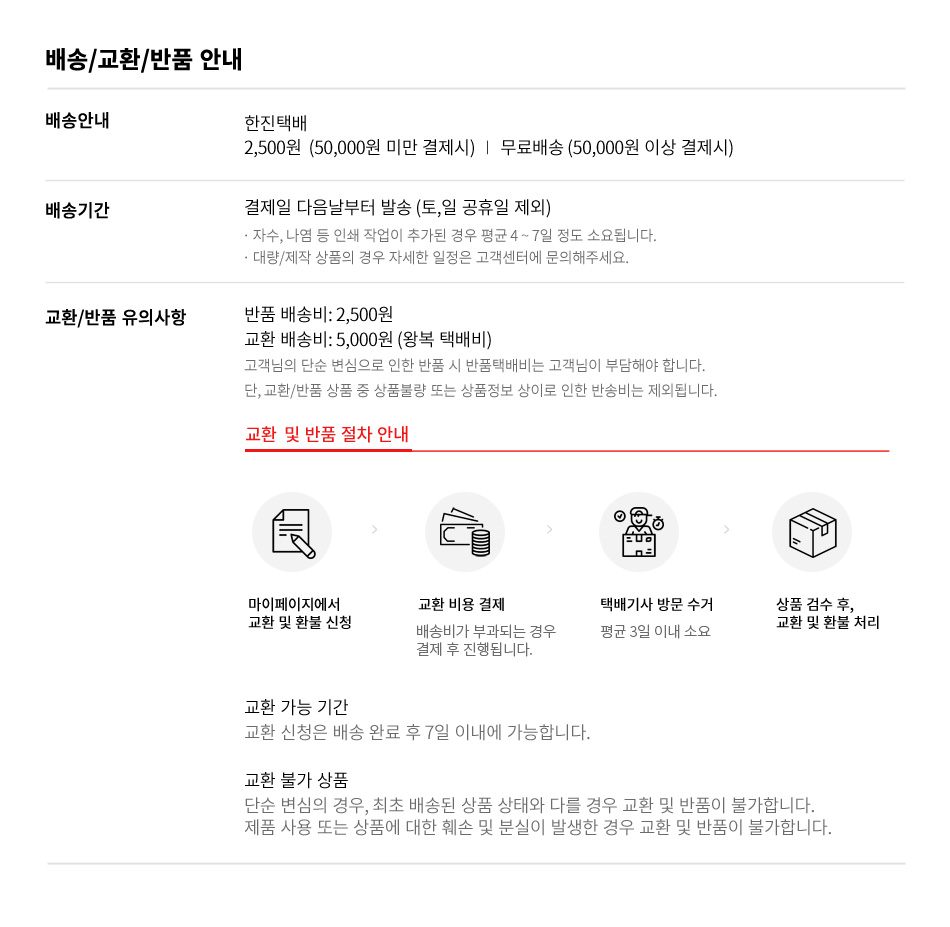 배송/교환/반품 안내
배송안내
한진택배
2,500원 (50,000원 미만 결제시) | 무료배송 (50,000원 이상 결제시)
배송기간
결제일 다음날부터 발송 (토,일 공휴일 제외)
· 자수, 나염 등 인쇄 작업이 추가된 경우 평균 4 ~ 7일 정도 소요됩니다.
· 대량/제작 상품의 경우 자세한 일정은 고객센터에 문의해주세요.
교환/반품 유의사항
반품 배송비: 2,500원
교환 배송비: 5,000원 (왕복 택배비)
고객님의 단순 변심으로 인한 반품 시 반품택배비는 고객님이 부담해야 합니다.
단, 교환/반품 상품 중 상품불량 또는 상품정보 상이로 인한 반송비는 제외됩니다.
교환 및 반품 절차 안내
마이페이지에서
교환 및 환불 신청
교환 비용 결제
배송비가 부과되는 경우
결제 후 진행됩니다.
택배기사 방문 수거
평균 3일 이내 소요
상품 검수 후,
교환 및 환불 처리
교환 가능 기간
교환 신청은 배송 완료 후 7일 이내에 가능합니다.
교환 불가 상품
단순 변심의 경우, 최초 배송된 상품 상태와 다를 경우 교환 및 반품이 불가합니다.
제품 사용 또는 상품에 대한 훼손 및 분실이 발생한 경우 교환 및 반품이 불가합니다.